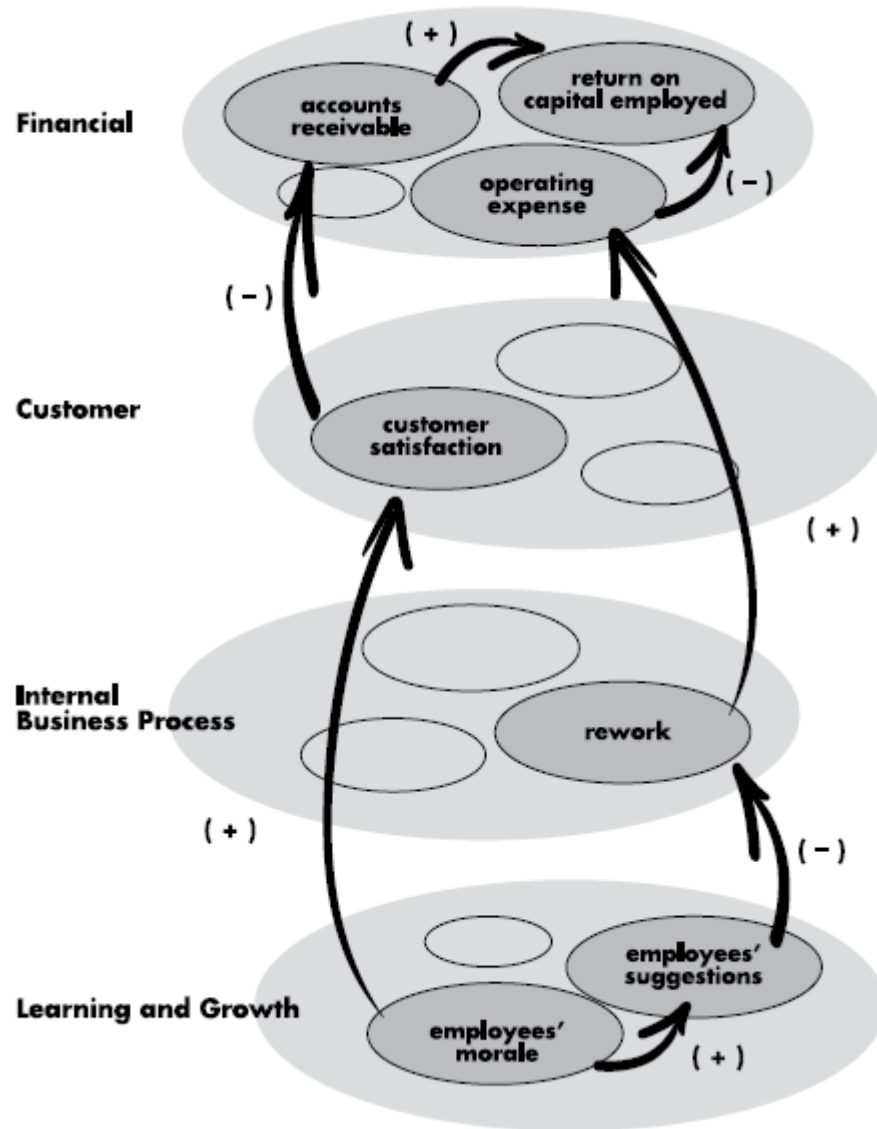 ( + )
Financial
accounts
receivable
return on
capital employed
operating
expense
( - )
( - )
Customer
customer
satisfaction
( + )
Internal
Business Process
rework
( + )
( - )
Learning and Growth
employees'
suggestions
employees'
morale
( + )